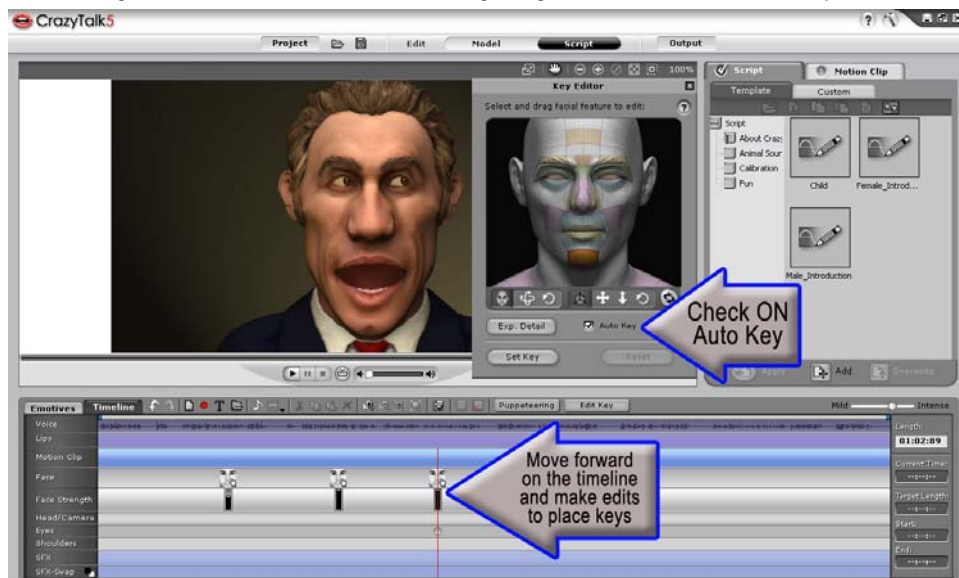 CrazyTalk5
Project Edit Model Script Output
100%
Script Motion Clip
Key Editor
Template Custom
Select and drag facial feature to edit:
Script
About Craz
Animal Sour
Calibration
Fun
Child
Female_Introd...
Male_Introduction
Exp. Detail
Auto Key
Check ON
Auto Key
Set Key
Reset
Apply
Add
Overwrite
Emotives Timeline
Puppeteering
Edit Key
Mild
Intense
Voice
Length:
Lips
01:02:89
Motion Clip
Current Time:
Face
--:--:--
Move forward
on the timeline
and make edits
to place keys
Face Strength
Target Length:
--:--:--
Head/Camera
Start:
Eyes
--:--:--
Shoulders
End:
SFX
--:--:--
SFX-Swap